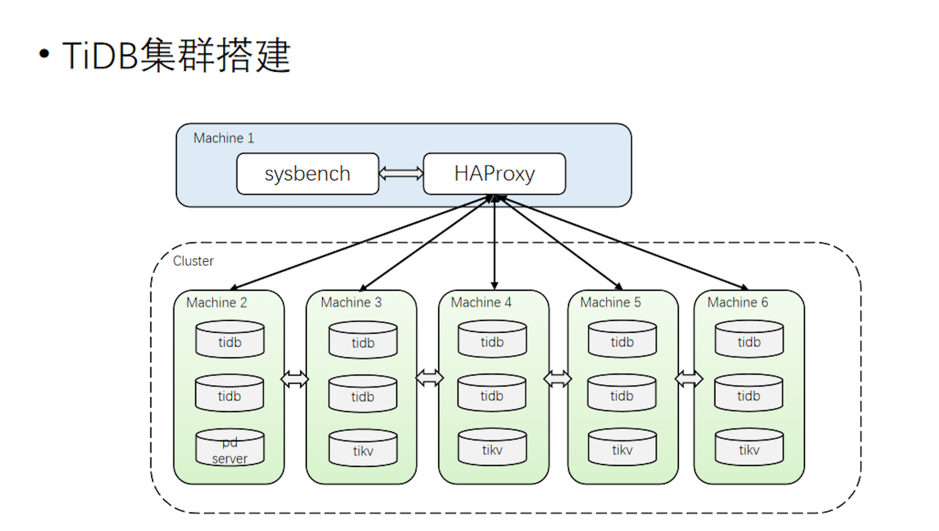 • TiDB集群搭建
Machine 1
sysbench
HAProxy
Cluster
Machine 2
tidb
tidb
pd
server
Machine 3
tidb
tidb
tikv
Machine 4
tidb
tidb
tikv
Machine 5
tidb
tidb
tikv
Machine 6
tidb
tidb
tikv